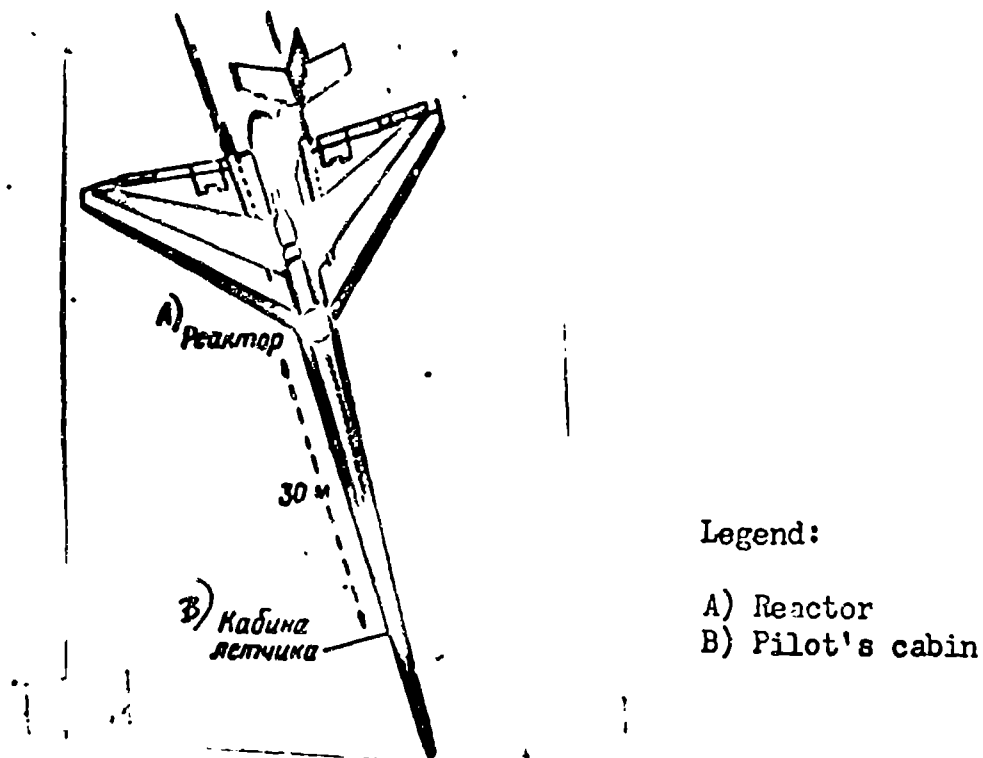 A)
Реактор
30 м
B) Кабина
летчика
Legend:
A) Reactor
B) Pilot's cabin